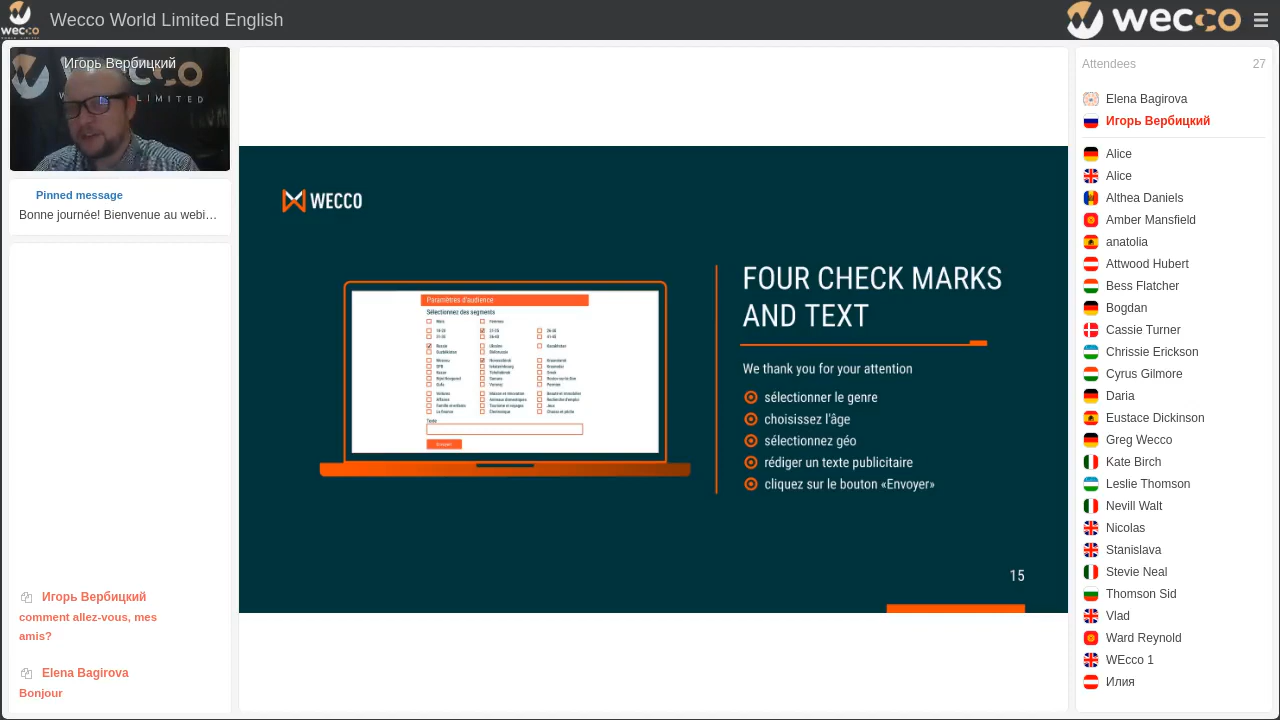 wecco
Wecco World Limited English
wecco
Игорь Вербицкий
Pinned message
Bonne journée! Bienvenue au webi…
Игорь Вербицкий
comment allez-vous, mes
amis?
Elena Bagirova
Bonjour
WECCO
Paramètres d'audience
Sélectionnez des segments
Texte
FOUR CHECK MARKS
AND TEXT
We thank you for your attention
sélectionner le genre
choisissez l'âge
sélectionnez géo
rédiger un texte publicitaire
cliquez sur le bouton «Envoyer»
15
Attendees 27
Elena Bagirova
Игорь Вербицкий
Alice
Alice
Althea Daniels
Amber Mansfield
anatolia
Attwood Hubert
Bess Flatcher
Bogdan
Cassie Turner
Chrissie Erickson
Cyrus Gilmore
Daria
Eustace Dickinson
Greg Wecco
Kate Birch
Leslie Thomson
Nevill Walt
Nicolas
Stanislava
Stevie Neal
Thomson Sid
Vlad
Ward Reynold
WEcco 1
Илия